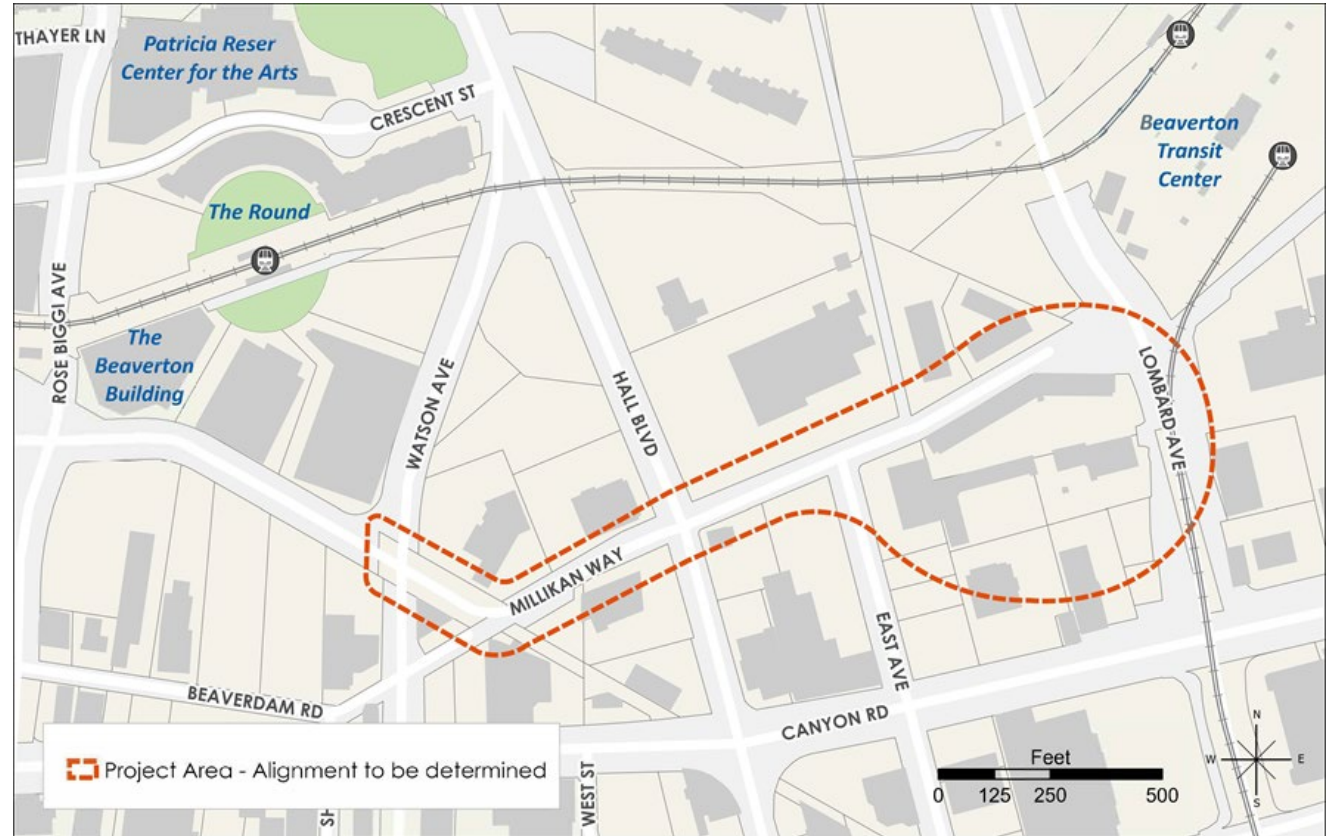 THAYER LN
Patricia Reser
Center for the Arts
CRESCENT ST
Beaverton
Transit
Center
The Round
ROSE BIGGI AVE
The
Beaverton
Building
WATSON AVE
HALL BLVD
LOMBARD AVE
MILLIKAN WAY
EAST AVE
BEAVERDAM RD
CANYON RD
Project Area - Alignment to be determined
SH
WEST ST
Feet
0 125 250 500
N
W E
S